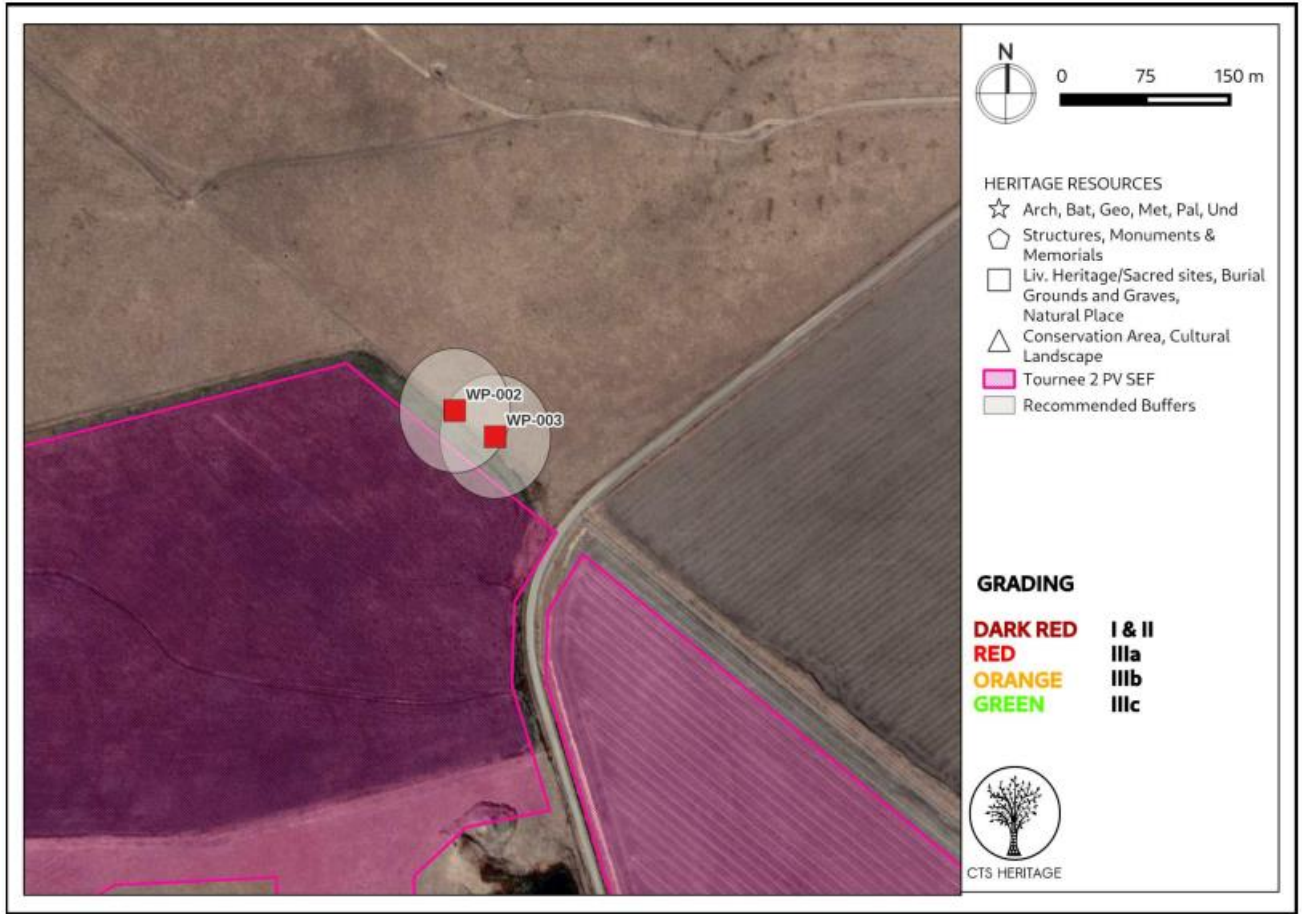 N
0 75 150 m
HERITAGE RESOURCES
Arch, Bat, Geo, Met, Pal, Und
Structures, Monuments &
Memorials
Liv. Heritage/Sacred sites, Burial
Grounds and Graves,
Natural Place
Conservation Area, Cultural
Landscape
Tournee 2 PV SEF
Recommended Buffers
WP-002
WP-003
GRADING
DARK RED I & II
RED IIIa
ORANGE IIIb
GREEN IIIc
CTS HERITAGE